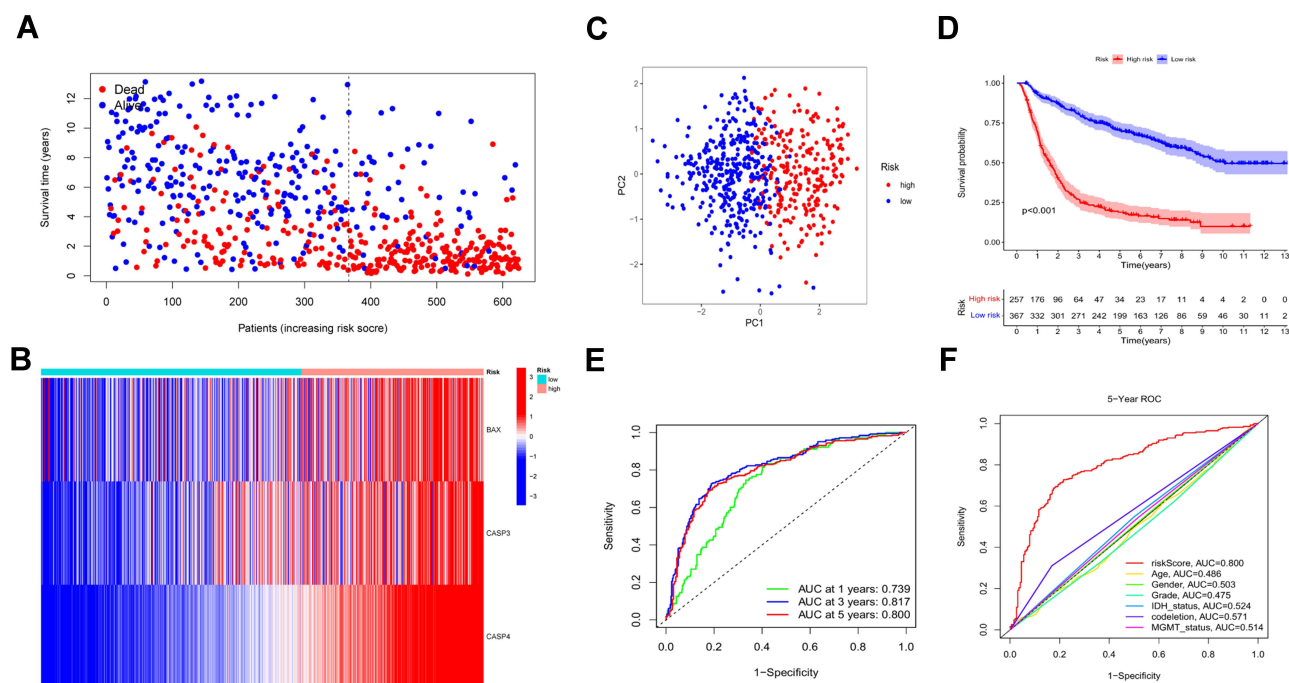 A
Dead
Alive
Survival time (years)
12
10
8
6
4
2
0
0 100 200 300 400 500 600
Patients (increasing risk socre)
C
PC2
2
1
0
−1
−2
−2 0 2
PC1
Risk
high
low
D
Risk High risk Low risk
Survival probability
1.00
0.75
0.50
0.25
0.00
p<0.001
0 1 2 3 4 5 6 7 8 9 10 11 12 13
Time(years)
Risk
High risk 257 176 96 64 47 34 23 17 11 4 4 2 0 0
Low risk 367 332 301 271 242 199 163 126 86 59 46 30 11 2
0 1 2 3 4 5 6 7 8 9 10 11 12 13
Time(years)
B
Risk
BAX
CASP3
CASP4
3
2
1
0
−1
−2
−3
Risk
low
high
E
Sensitivity
1.0
0.8
0.6
0.4
0.2
0.0
AUC at 1 years: 0.739
AUC at 3 years: 0.817
AUC at 5 years: 0.800
0.0 0.2 0.4 0.6 0.8 1.0
1−Specificity
F
5−Year ROC
Sensitivity
1.0
0.8
0.6
0.4
0.2
0.0
riskScore, AUC=0.800
Age, AUC=0.486
Gender, AUC=0.503
Grade, AUC=0.475
IDH_status, AUC=0.524
codeletion, AUC=0.571
MGMT_status, AUC=0.514
0.0 0.2 0.4 0.6 0.8 1.0
1−Specificity